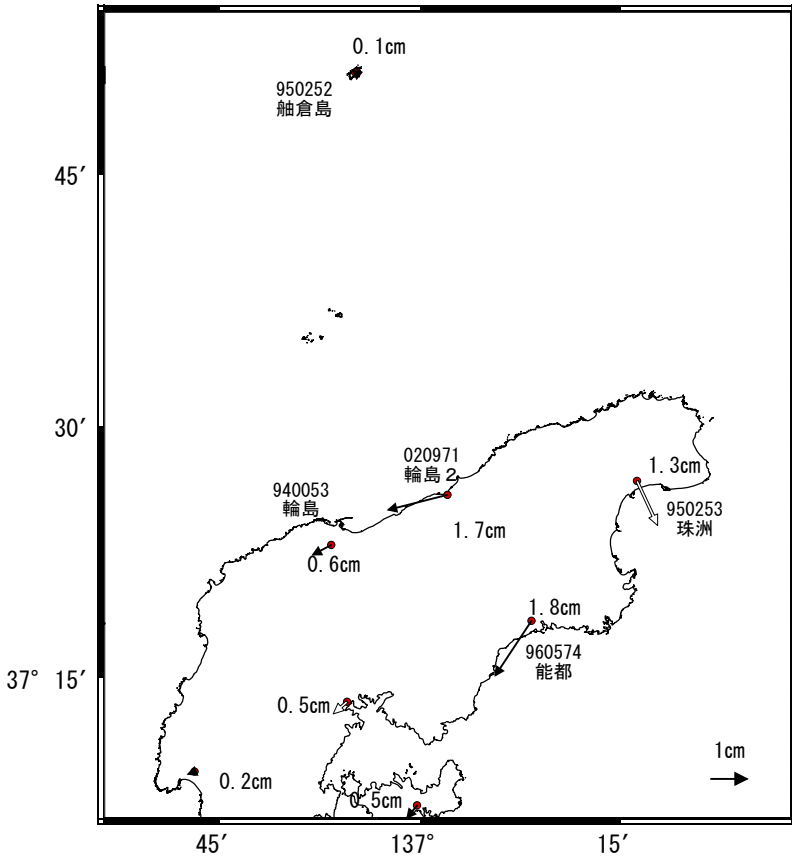 0.1cm
950252
舳倉島
45′
30′
020971
輪島２
1.3cm
940053
輪島
950253
珠洲
1.7cm
0.6cm
1.8cm
960574
能都
37° 15′
0.5cm
1cm
0.2cm
0.5cm
45′
137°
15′